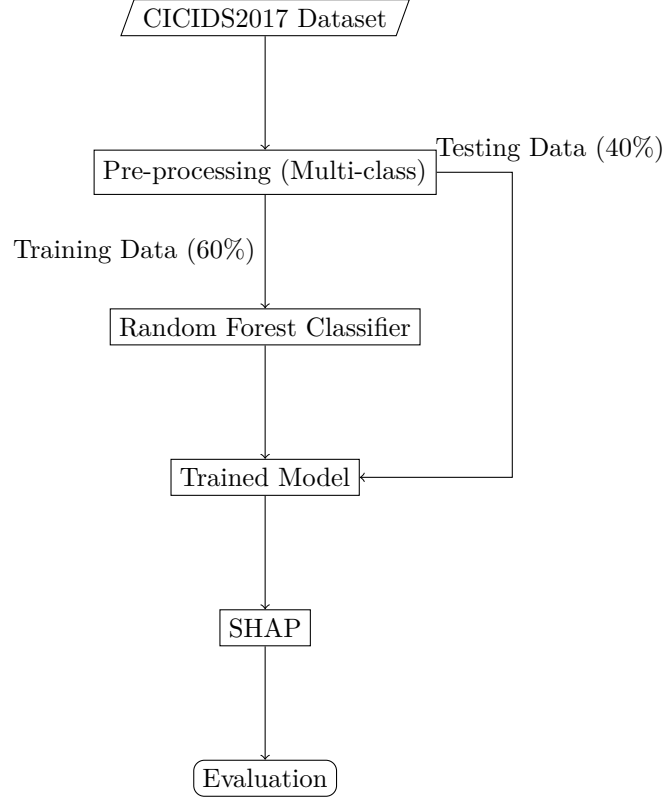 CICIDS2017 Dataset
Testing Data (40%)
Pre-processing (Multi-class)
Training Data (60%)
Random Forest Classifier
Trained Model
SHAP
Evaluation